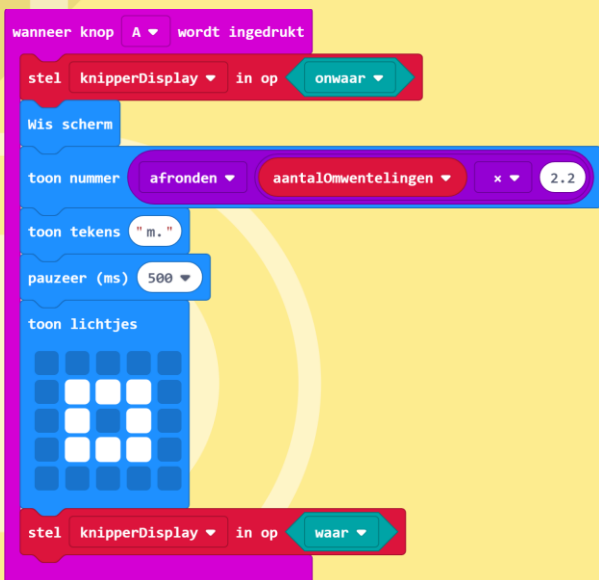 wanneer knop A wordt ingedrukt
stel knipperDisplay in op onwaar
Wis scherm
toon nummer afronden aantalOmwentelingen × 2.2
toon tekens "m."
pauzeer (ms) 500
toon lichtjes
stel knipperDisplay in op waar